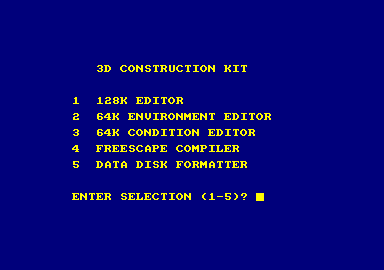 3D CONSTRUCTION KIT
1 128K EDITOR
2 64K ENVIRONMENT EDITOR
3 64K CONDITION EDITOR
4 FREESCAPE COMPILER
5 DATA DISK FORMATTER
ENTER SELECTION (1-5)?